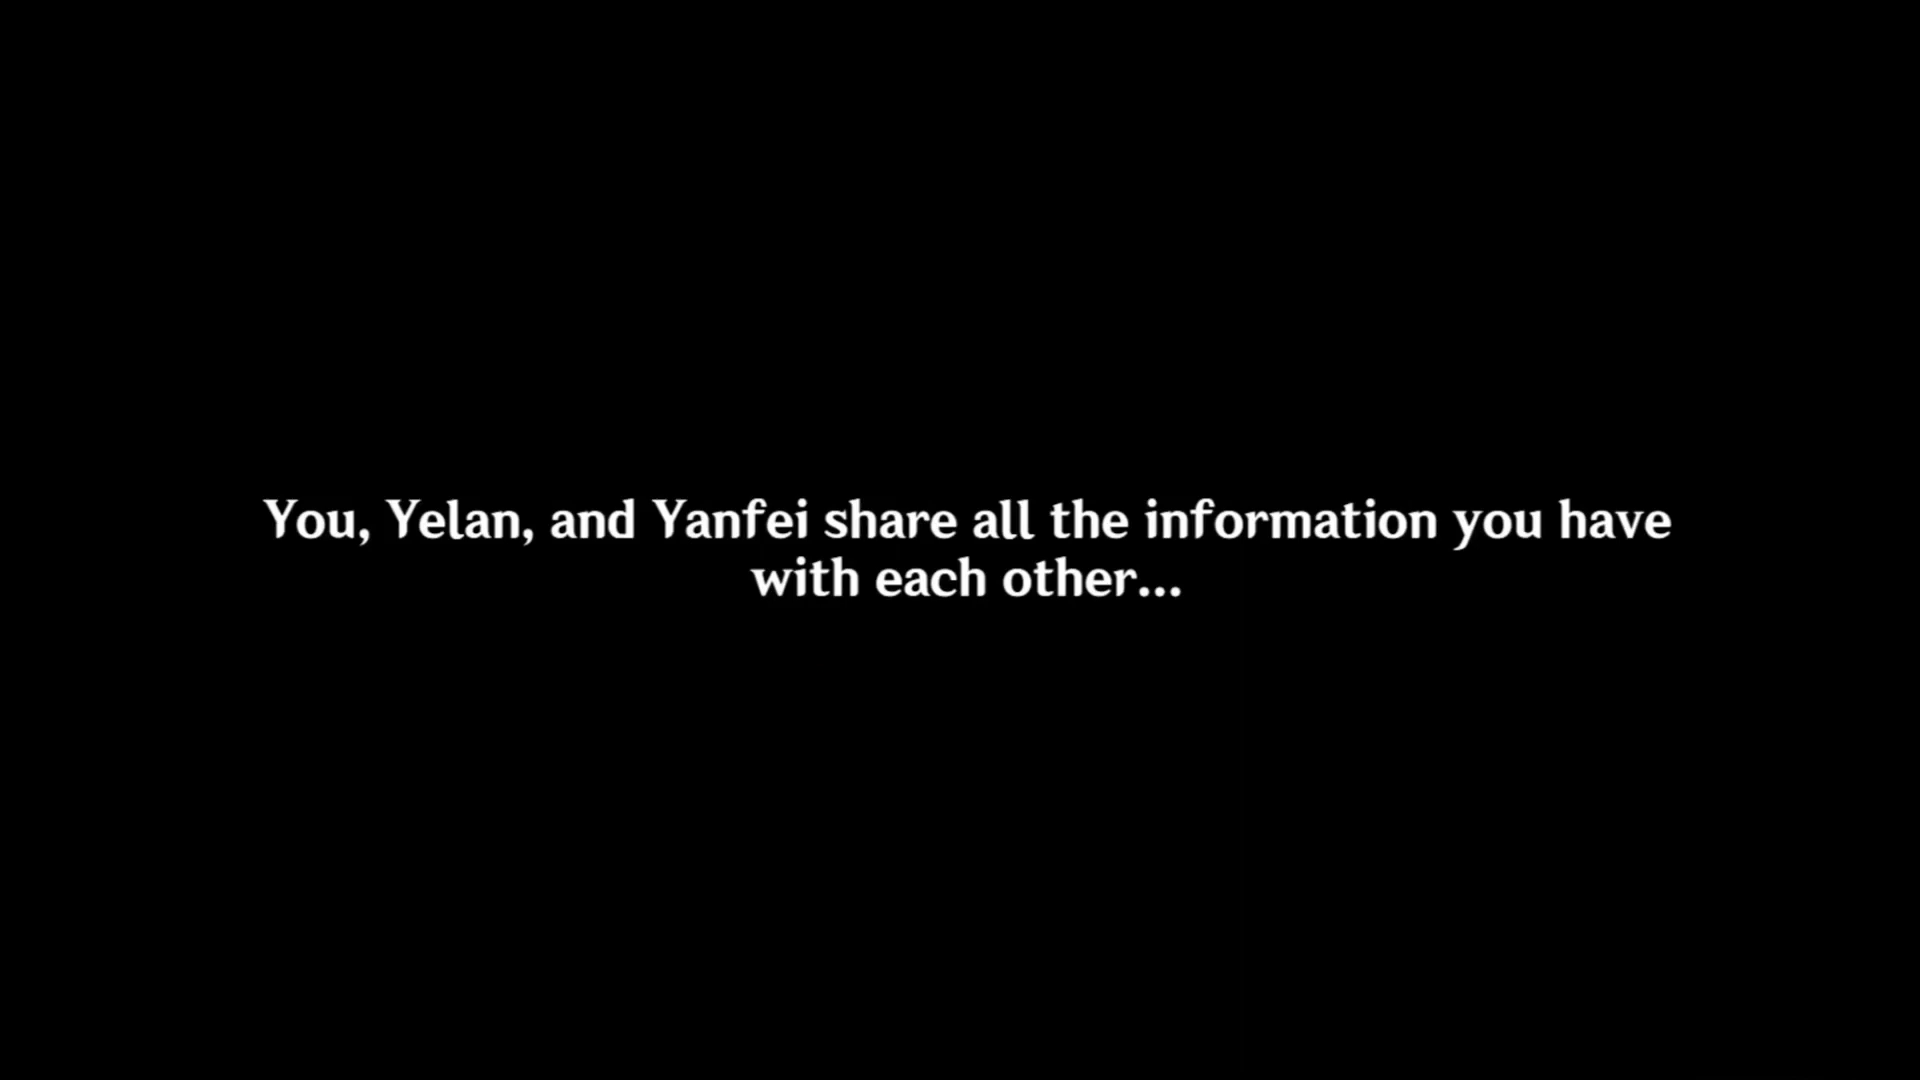 You, Yelan, and Yanfei share all the information you have
with each other...